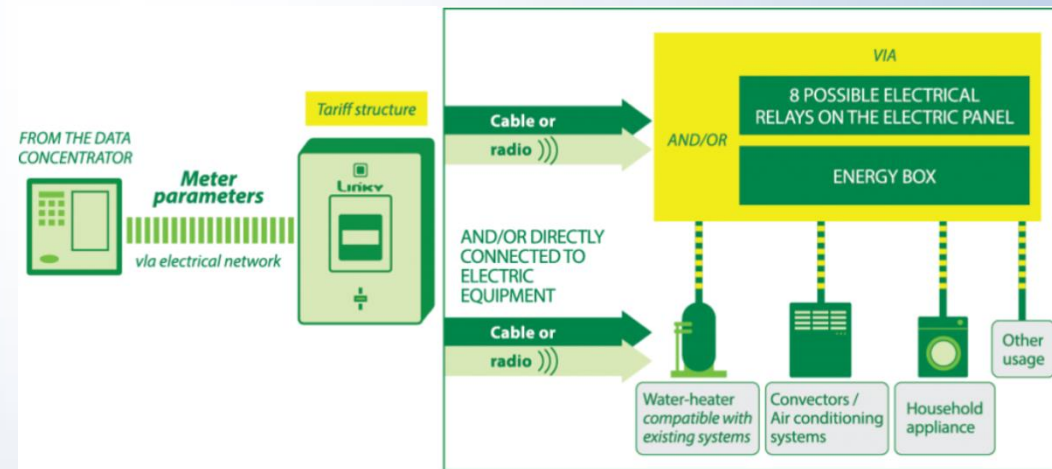 FROM THE DATA
CONCENTRATOR
Meter
parameters
via electrical network
Tariff structure
Linky
Cable or
radio
AND/OR DIRECTLY
CONNECTED TO
ELECTRIC
EQUIPMENT
Cable or
radio
VIA
AND/OR
8 POSSIBLE ELECTRICAL
RELAYS ON THE ELECTRIC PANEL
ENERGY BOX
Water-heater
compatible with
existing systems
Convectors /
Air conditioning
systems
Household
appliance
Other
usage